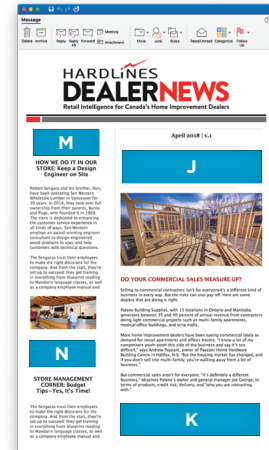 Message
Delete Archive Reply Reply All Forward Meeting Attachment Move Junk Rules Read/Unread Categorize Follow Up
HARDLINES
DEALERNEWS
Retail Intelligence for Canada's Home Improvement Dealers
M
HOW WE DO IT IN OUR
STORE: Keep a Design
Engineer on Site
Robert Sangara and his brother, Ron,
have been operating Sen Western
Wholesale Lumber in Vancouver for
30 years. In 2014, they took over full
ownership from their parents, Bunta
and Page, who founded it in 1959.
The store is dedicated to enhancing
the customer service experience in
all kinds of ways. Sen Western
employs an award-winning engineer
consultant to design engineered
wood products to spec and help
customers with technical questions.
The Sangaras trust their employees
to make the right decisions for the
company. And from the start, they're
set up to succeed: they get training
in everything from blueprint reading
to Mandarin language classes, as well
as a company employee manual and
N
STORE MANAGEMENT
CORNER: Budget
Tips—Yes, It's Time!
The Sangaras trust their employees
to make the right decisions for the
company. And from the start, they're
set up to succeed: they get training
in everything from blueprint reading
to Mandarin language classes, as well
as a company employee manual and
April 2018 | v.1
J
DO YOUR COMMERCIAL SALES MEASURE UP?
Selling to commercial contractors isn't for everyone's a different kind of
business in every way. But the risks can also pay off. Here are some
dealers that are doing it right.
Patene Building Supplies, with 15 locations in Ontario and Manitoba,
generates between 35 and 40 percent of annual revenue from contractors
doing light commercial projects such as multi-family apartments,
medical office buildings, and strip malls.
More home improvement dealers have been easing commercial lately as
demand for rental apartments and offices booms. "I know a lot of my
competitors pooh-poooh this side of the business and say it's too
difficult," says Andrew Payzant, owner of Payzant Home Hardware
Building Centre in Halifax, N.S. "But the housing market has changed, and
if you don't sell into multi-family, you're walking away from a lot of
business."
But commercial sales aren't for everyone. "It's definitely a different
business," observes Patene's owner and general manager Joe George, in
terms of products, credit risk, delivery, and "who you are interacting
with."
K